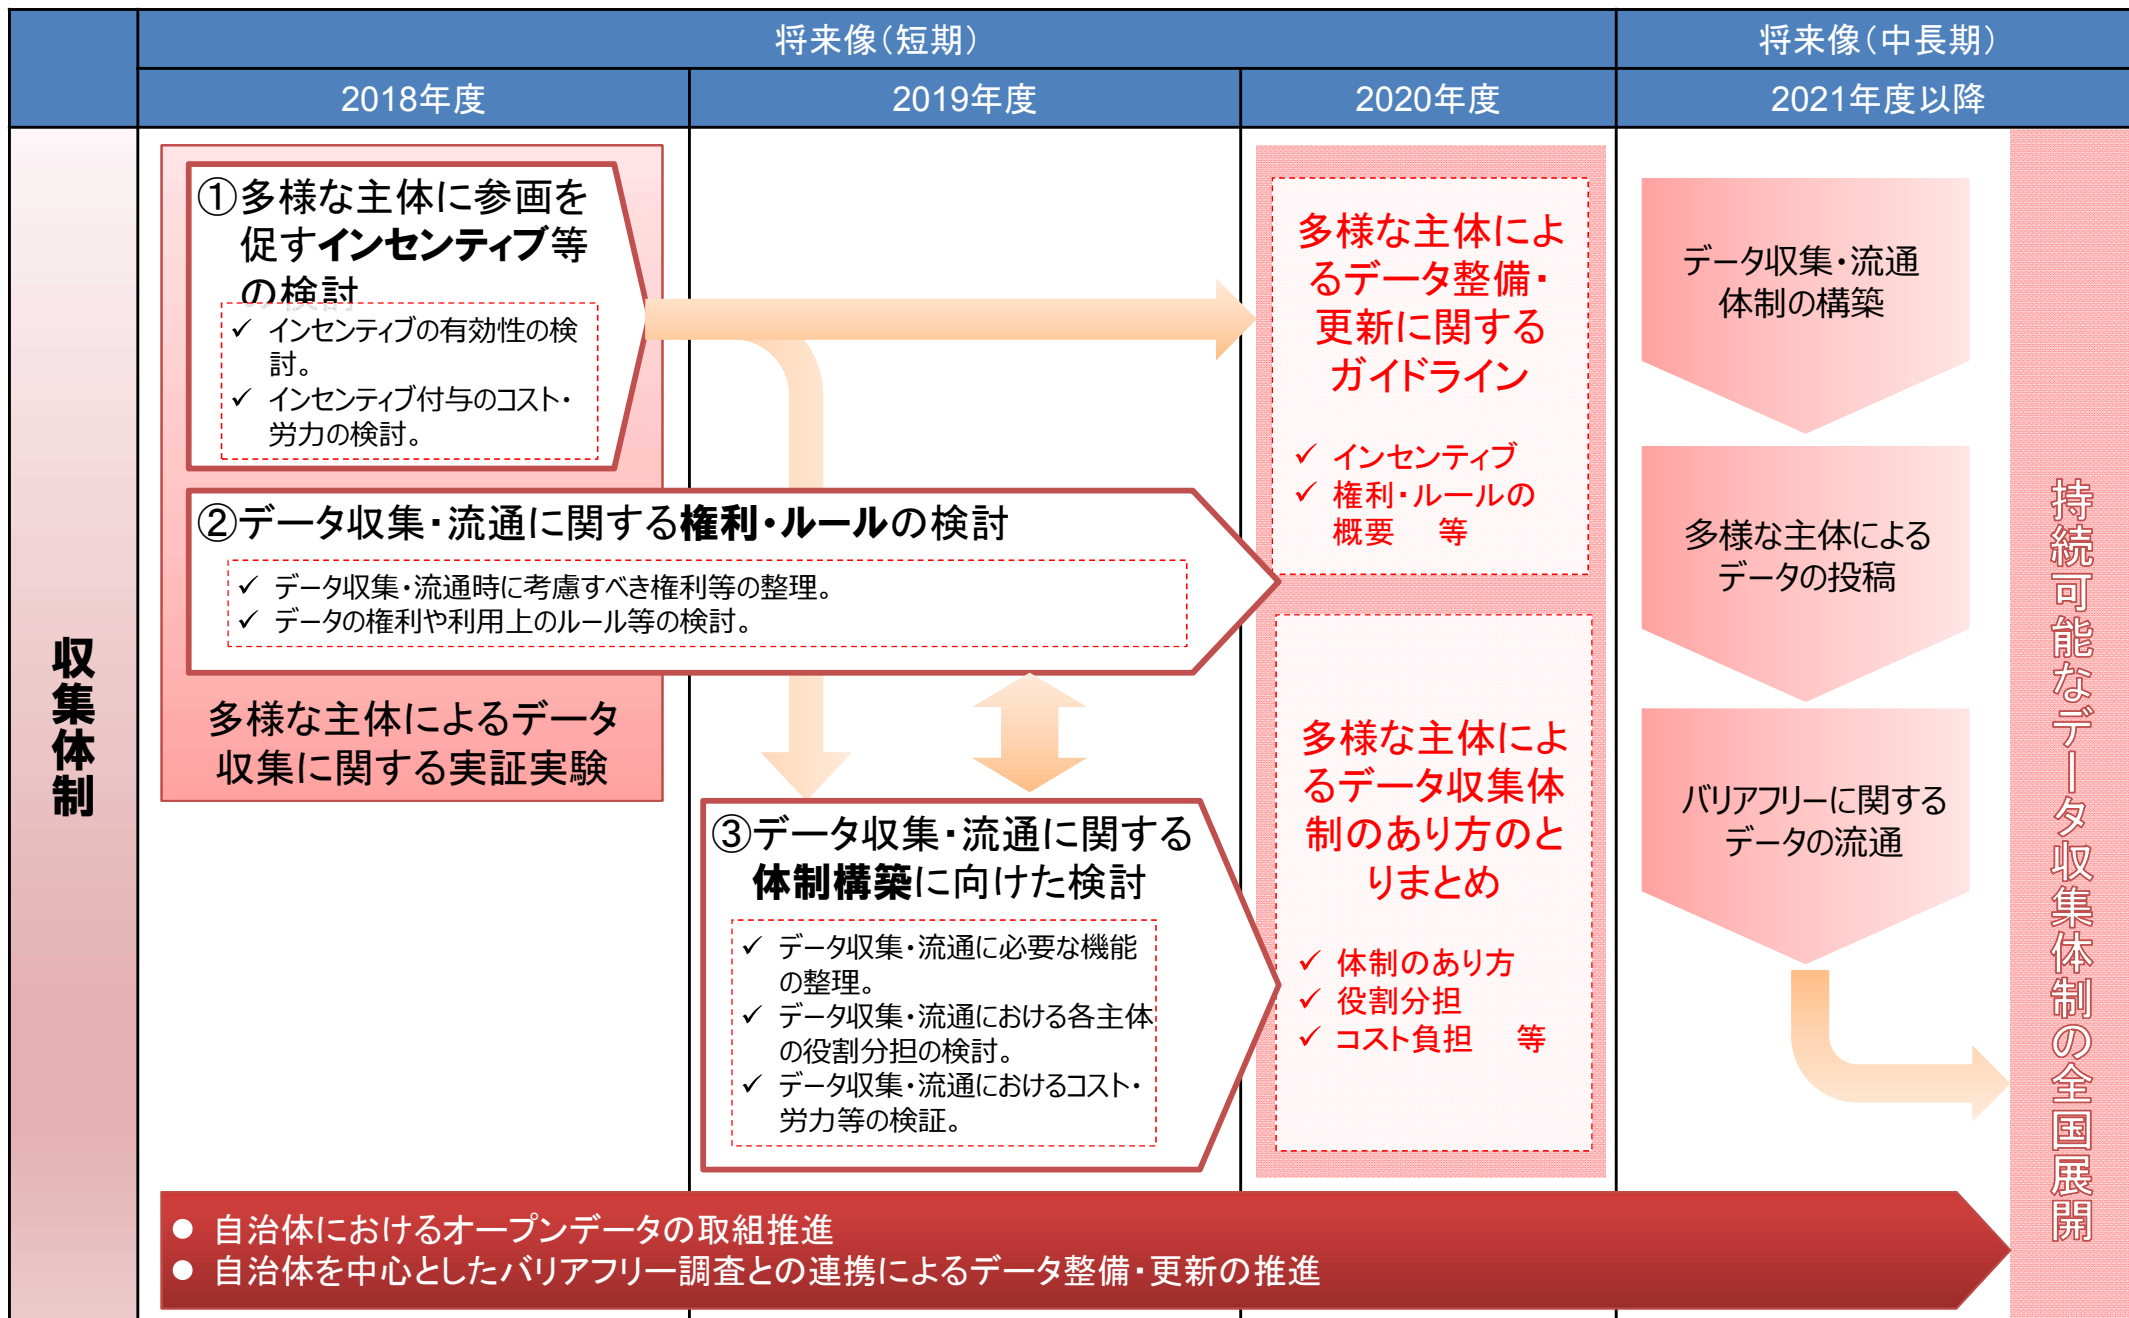 将来像（短期）
将来像（中長期）
2018年度
2019年度
2020年度
2021年度以降
収集体制
①多様な主体に参画を
促すインセンティブ等
の検討
✓ インセンティブの有効性の検
討。
✓ インセンティブ付与のコスト・
労力の検討。
②データ収集・流通に関する権利・ルールの検討
✓ データ収集・流通時に考慮すべき権利等の整理。
✓ データの権利や利用上のルール等の検討。
多様な主体によるデータ
収集に関する実証実験
③データ収集・流通に関する
体制構築に向けた検討
✓ データ収集・流通に必要な機能
の整理。
✓ データ収集・流通における各主体
の役割分担の検討。
✓ データ収集・流通におけるコスト・
労力等の検証。
多様な主体によ
るデータ整備・
更新に関する
ガイドライン
✓ インセンティブ
✓ 権利・ルールの
概要 等
多様な主体によ
るデータ収集体
制のあり方のと
りまとめ
✓ 体制のあり方
✓ 役割分担
✓ コスト負担 等
データ収集・流通
体制の構築
多様な主体による
データの投稿
バリアフリーに関する
データの流通
持続可能なデータ収集体制の全国展開
● 自治体におけるオープンデータの取組推進
● 自治体を中心としたバリアフリー調査との連携によるデータ整備・更新の推進